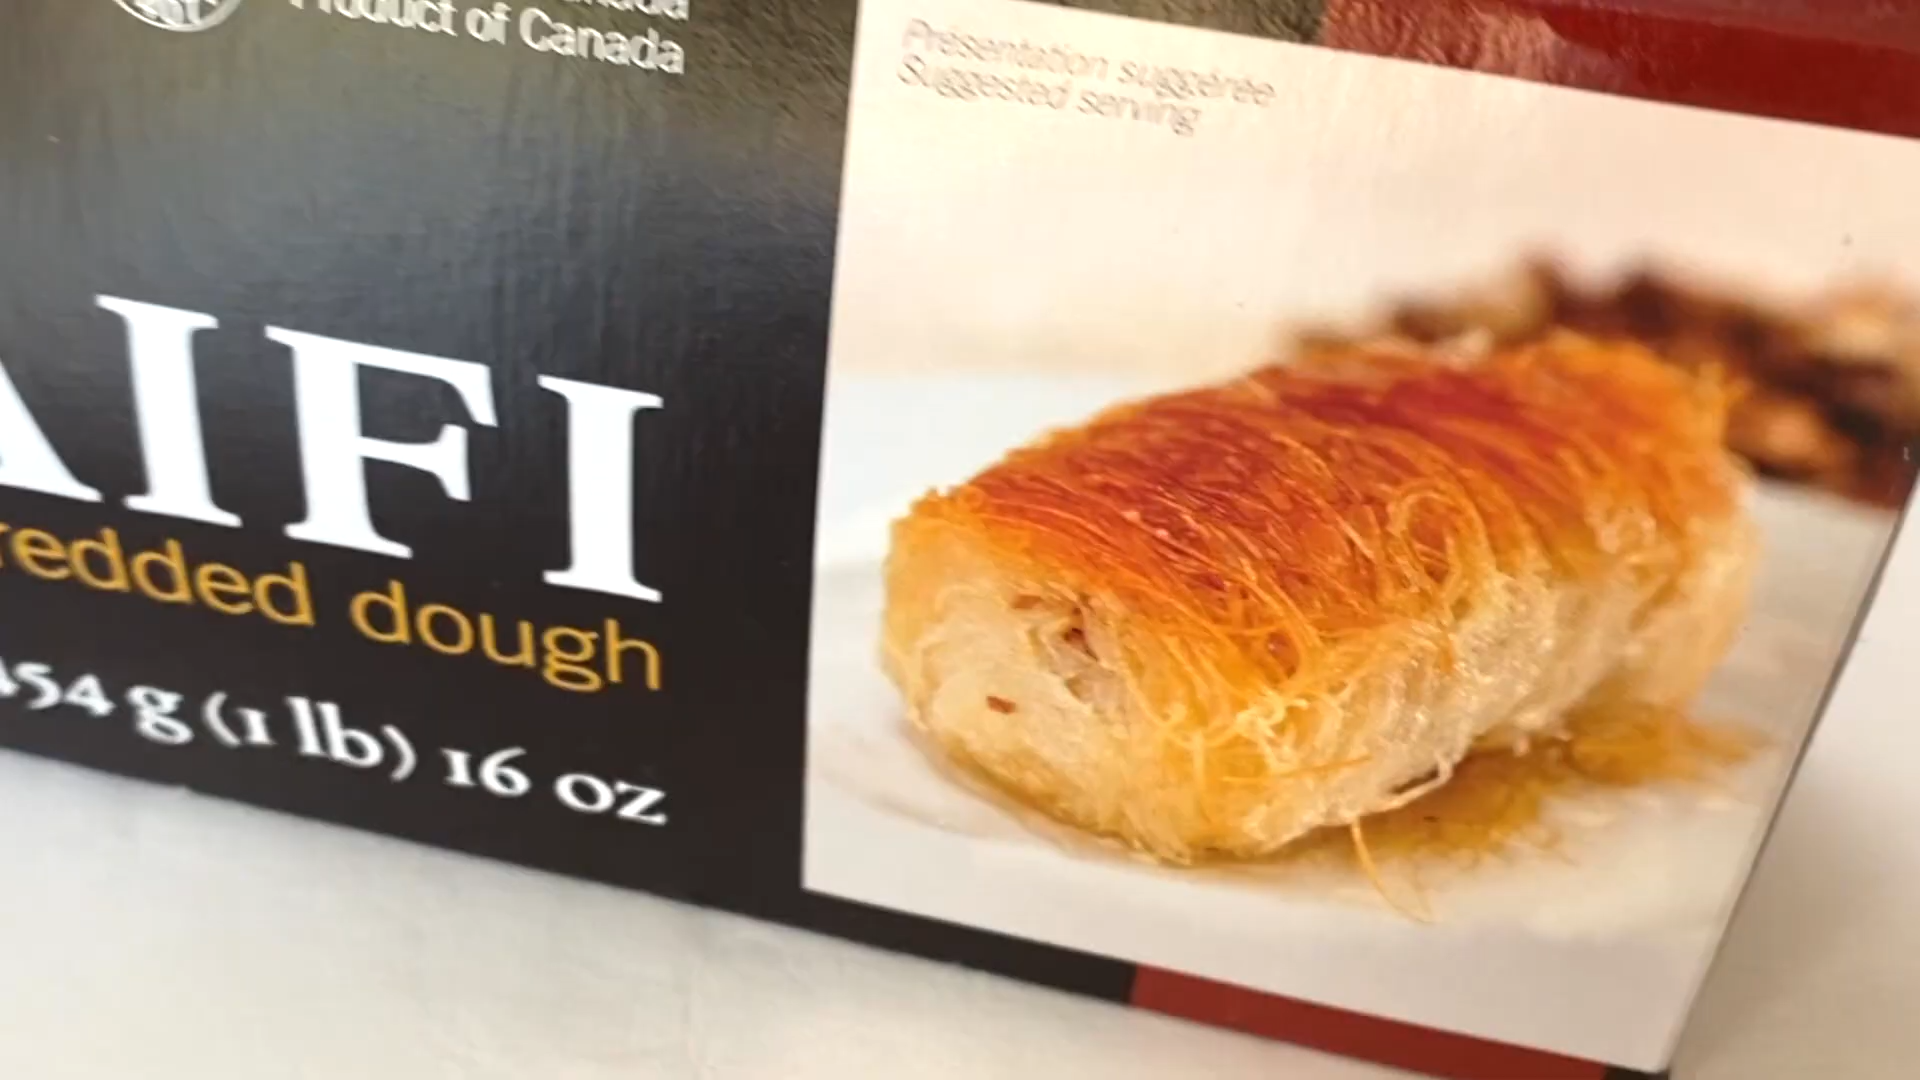 Product of Canada
Présentation suggérée
Suggested serving
AIFI
redded dough
454 g (1 lb) 16 oz